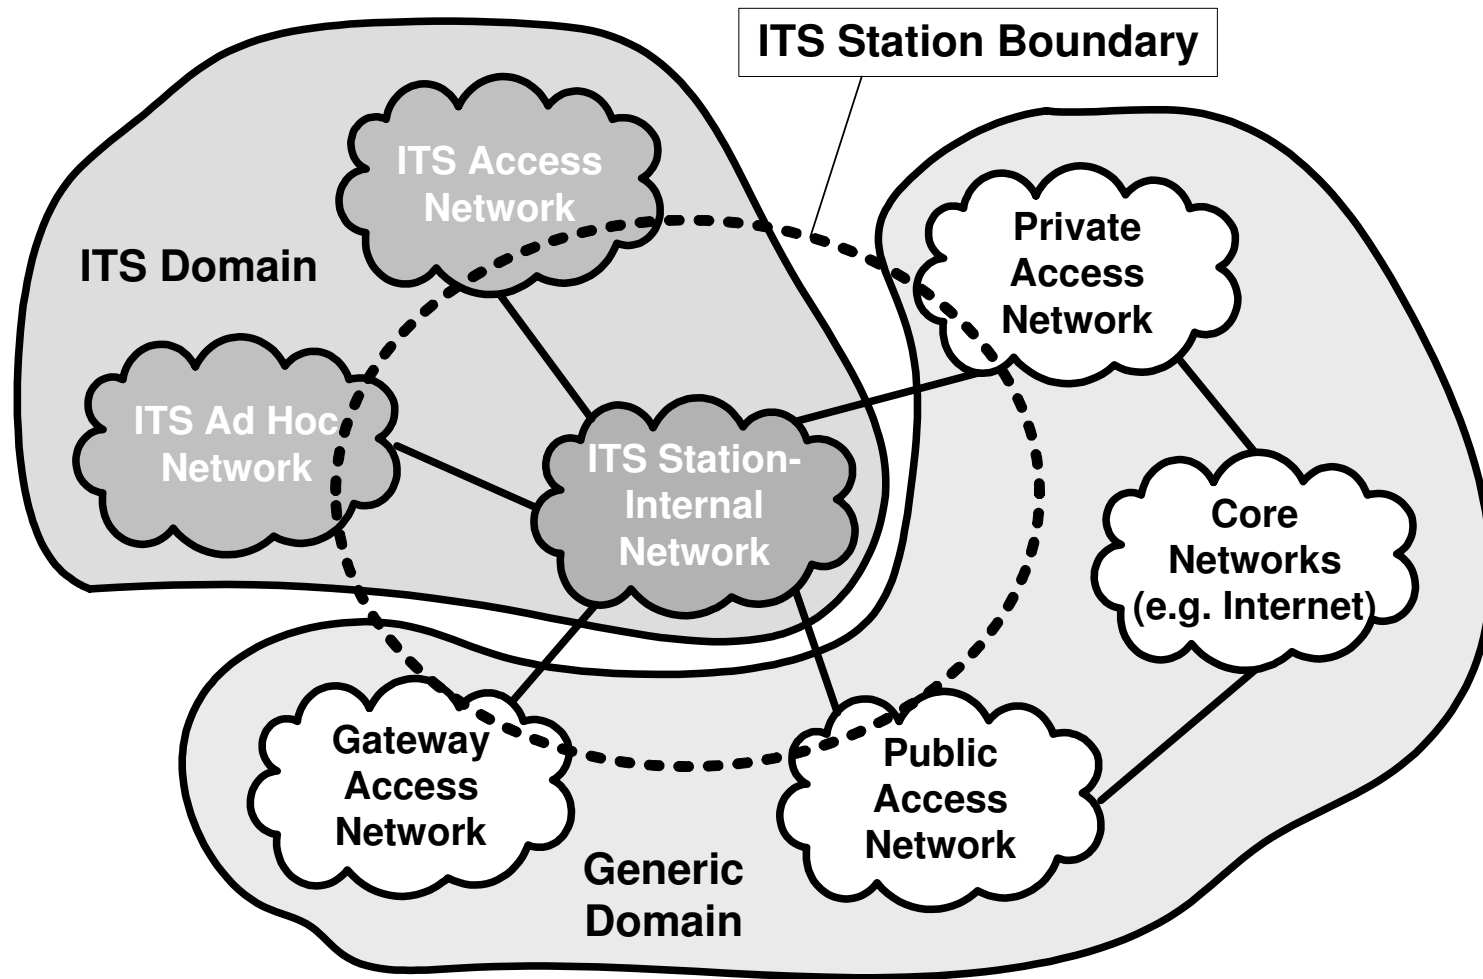 ITS Station Boundary
ITS Access
Network
ITS Domain
Private
Access
Network
ITS Ad Hoc
Network
ITS Station-
Internal
Network
Core
Networks
(e.g. Internet)
Gateway
Access
Network
Public
Access
Network
Generic
Domain